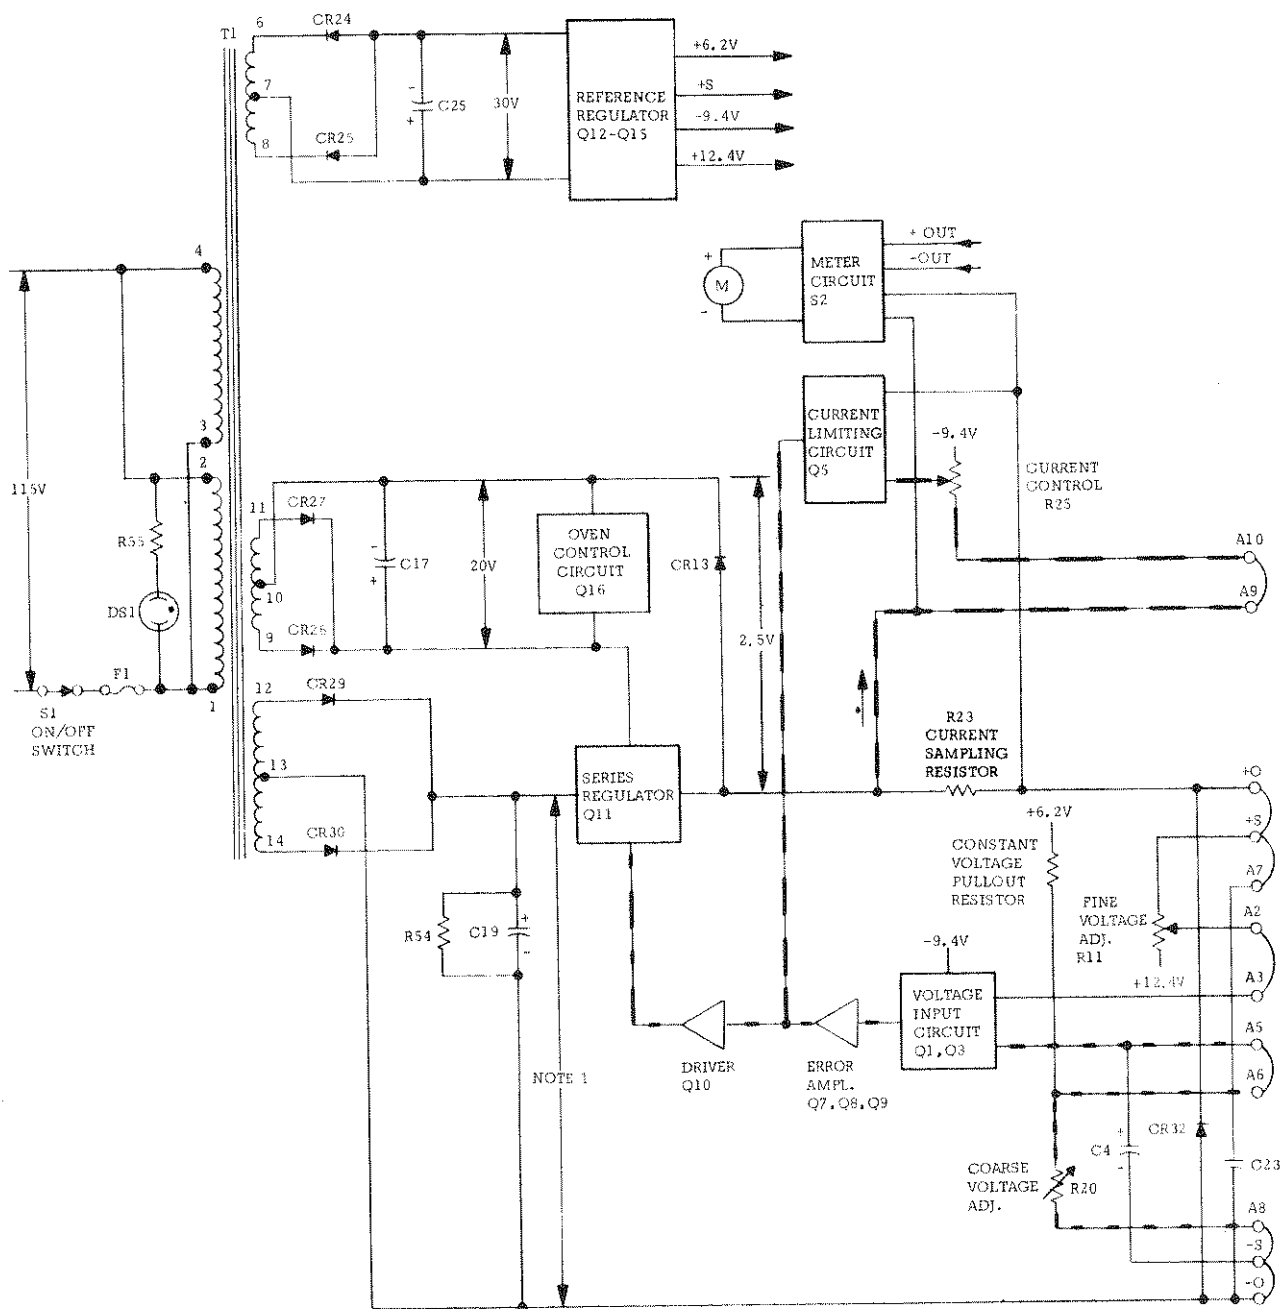 T1
6
CR24
7
8
CR25
-
C25
+
30V
REFERENCE
REGULATOR
Q12-Q15
+6.2V
+S
-9.4V
+12.4V
4
3
2
1
115V
R55
DS1
F1
S1
ON/OFF
SWITCH
+
M
-
METER
CIRCUIT
S2
+ OUT
-OUT
CURRENT
LIMITING
CIRCUIT
Q5
-9.4V
CURRENT
CONTROL
R25
A10
A9
11
CR27
10
9
CR26
-
C17
+
20V
OVEN
CONTROL
CIRCUIT
Q16
CR13
2.5V
12
CR29
13
14
CR30
SERIES
REGULATOR
Q11
R23
CURRENT
SAMPLING
RESISTOR
+6.2V
CONSTANT
VOLTAGE
PULLOUT
RESISTOR
R54
C19
+
-
NOTE 1
DRIVER
Q10
ERROR
AMPL.
Q7,Q8,Q9
-9.4V
VOLTAGE
INPUT
CIRCUIT
Q1,Q3
FINE
VOLTAGE
ADJ.
R11
+12.4V
+O
+S
A7
A2
A3
A5
A6
COARSE
VOLTAGE
ADJ.
R20
+
C4
-
CR32
C23
A8
-S
-O